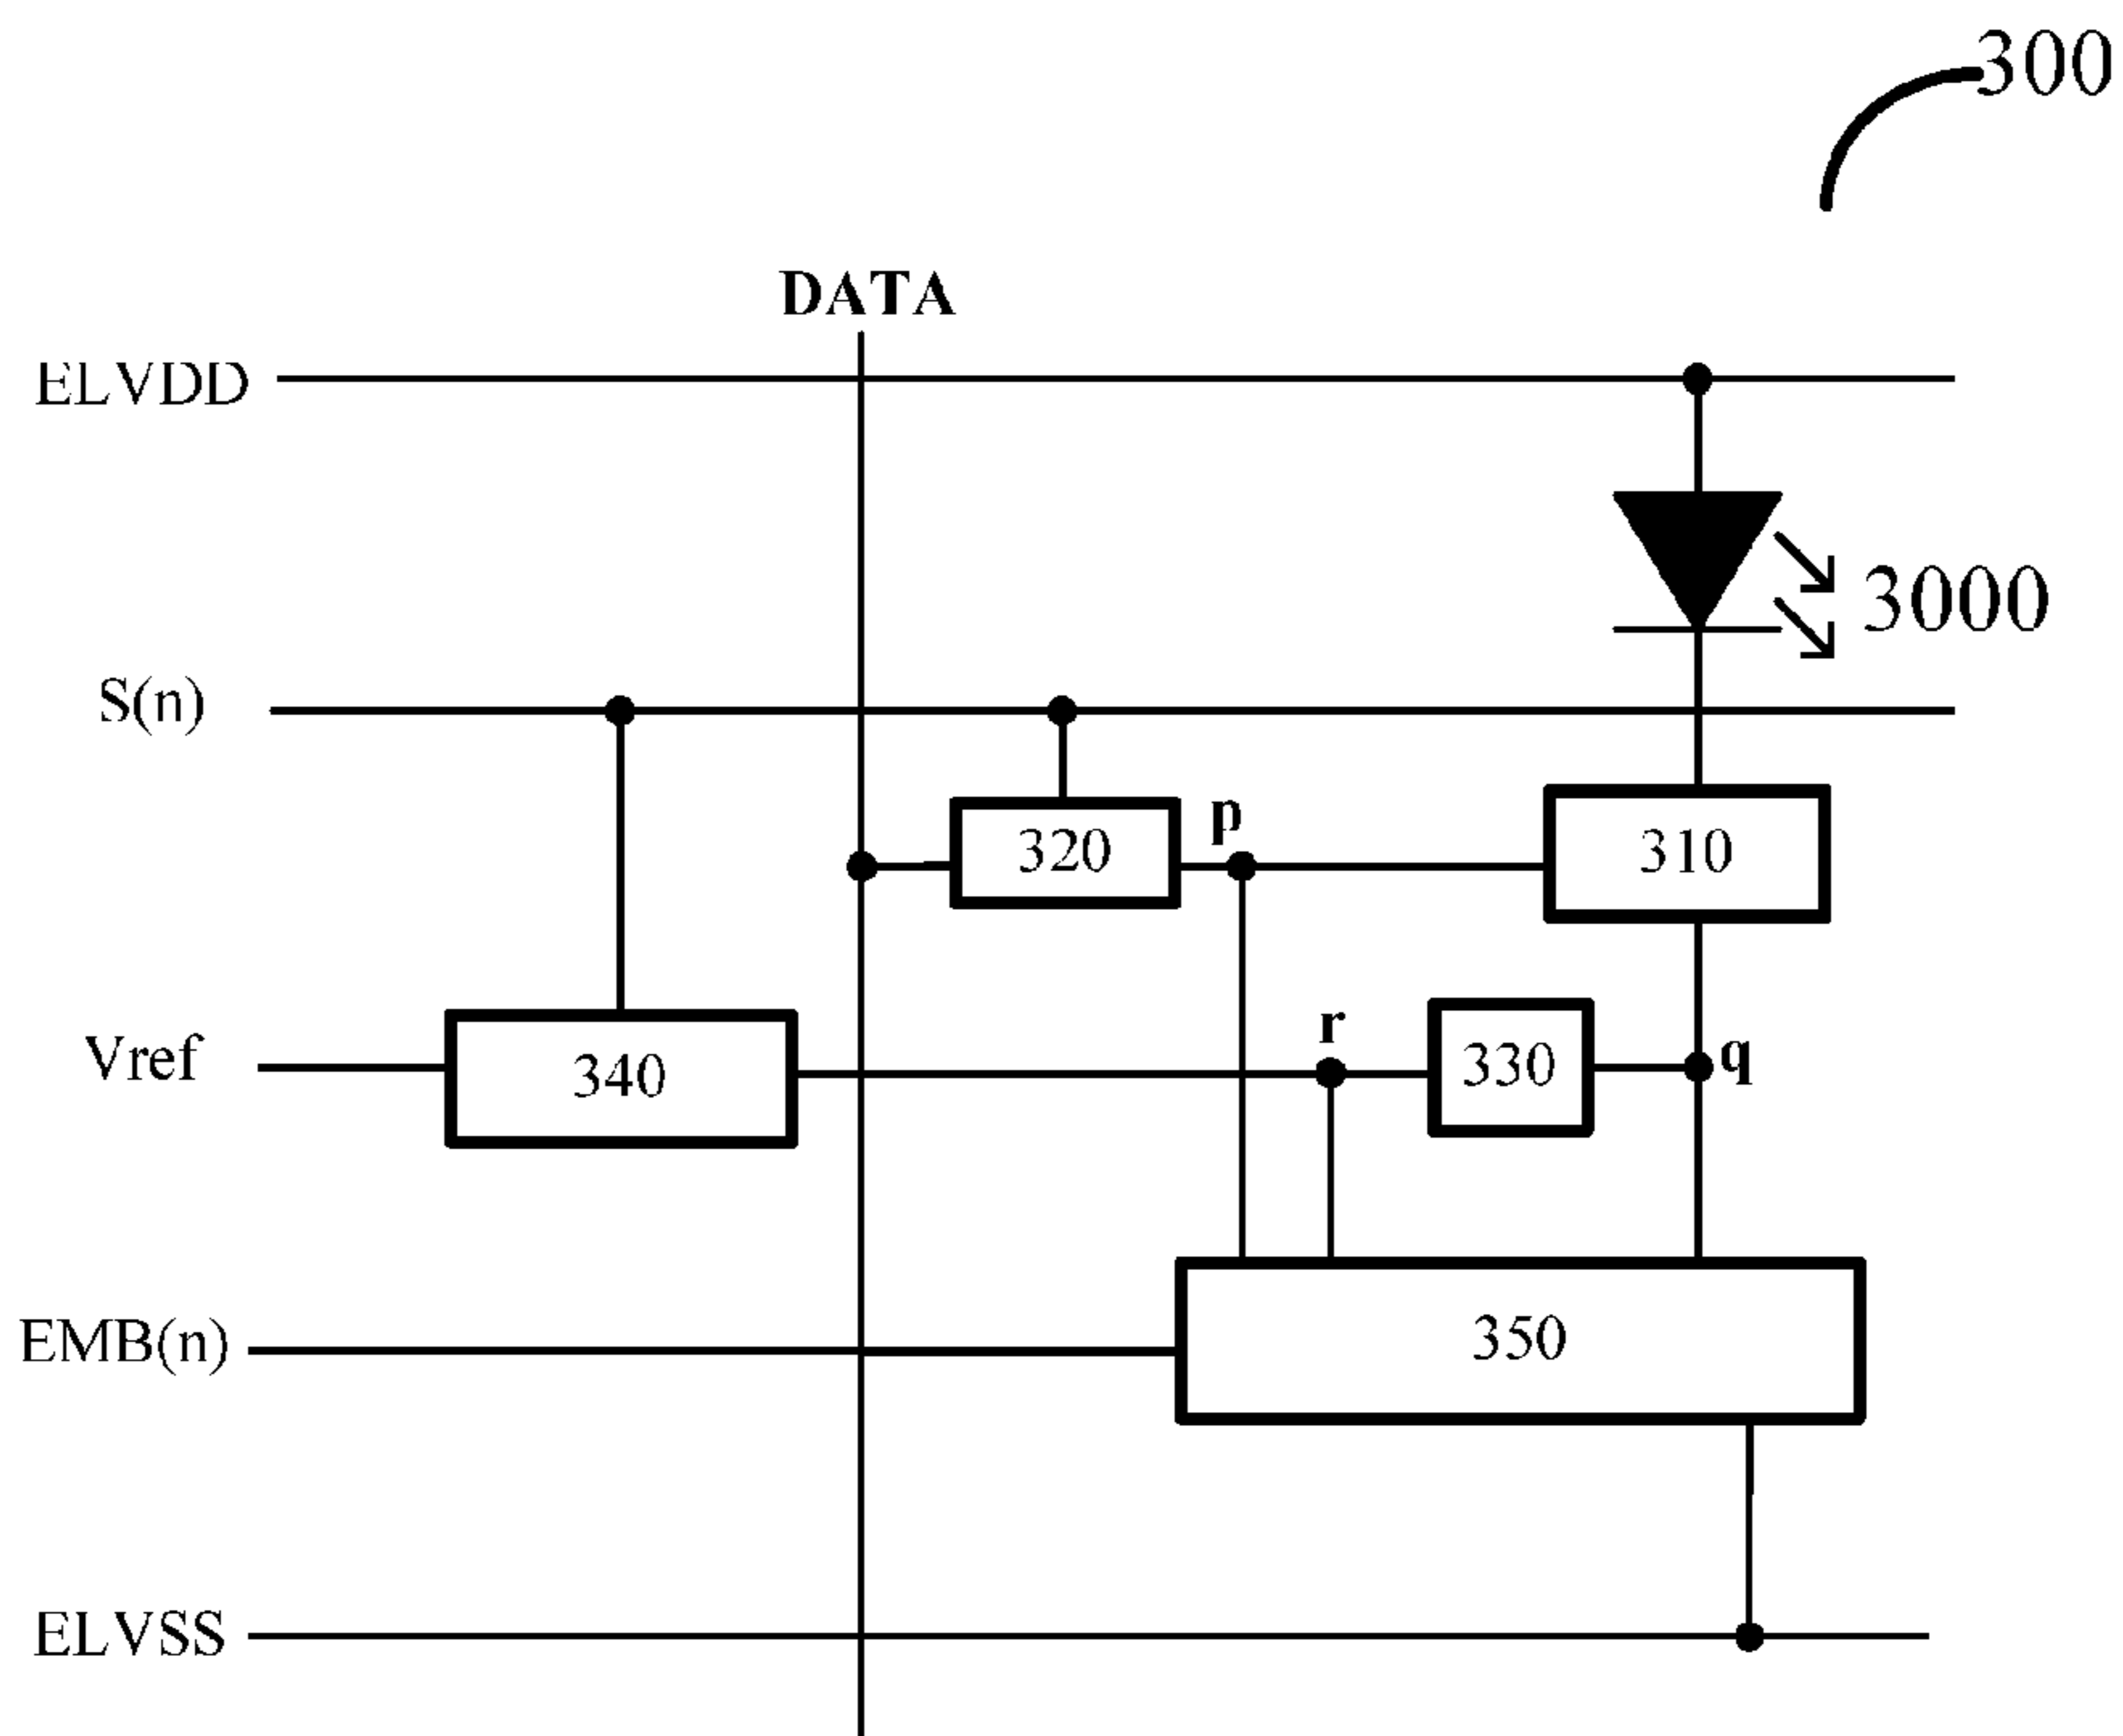 300
DATA
ELVDD
3000
S(n)
p
320
310
r
q
Vref
340
330
EMB(n)
350
ELVSS